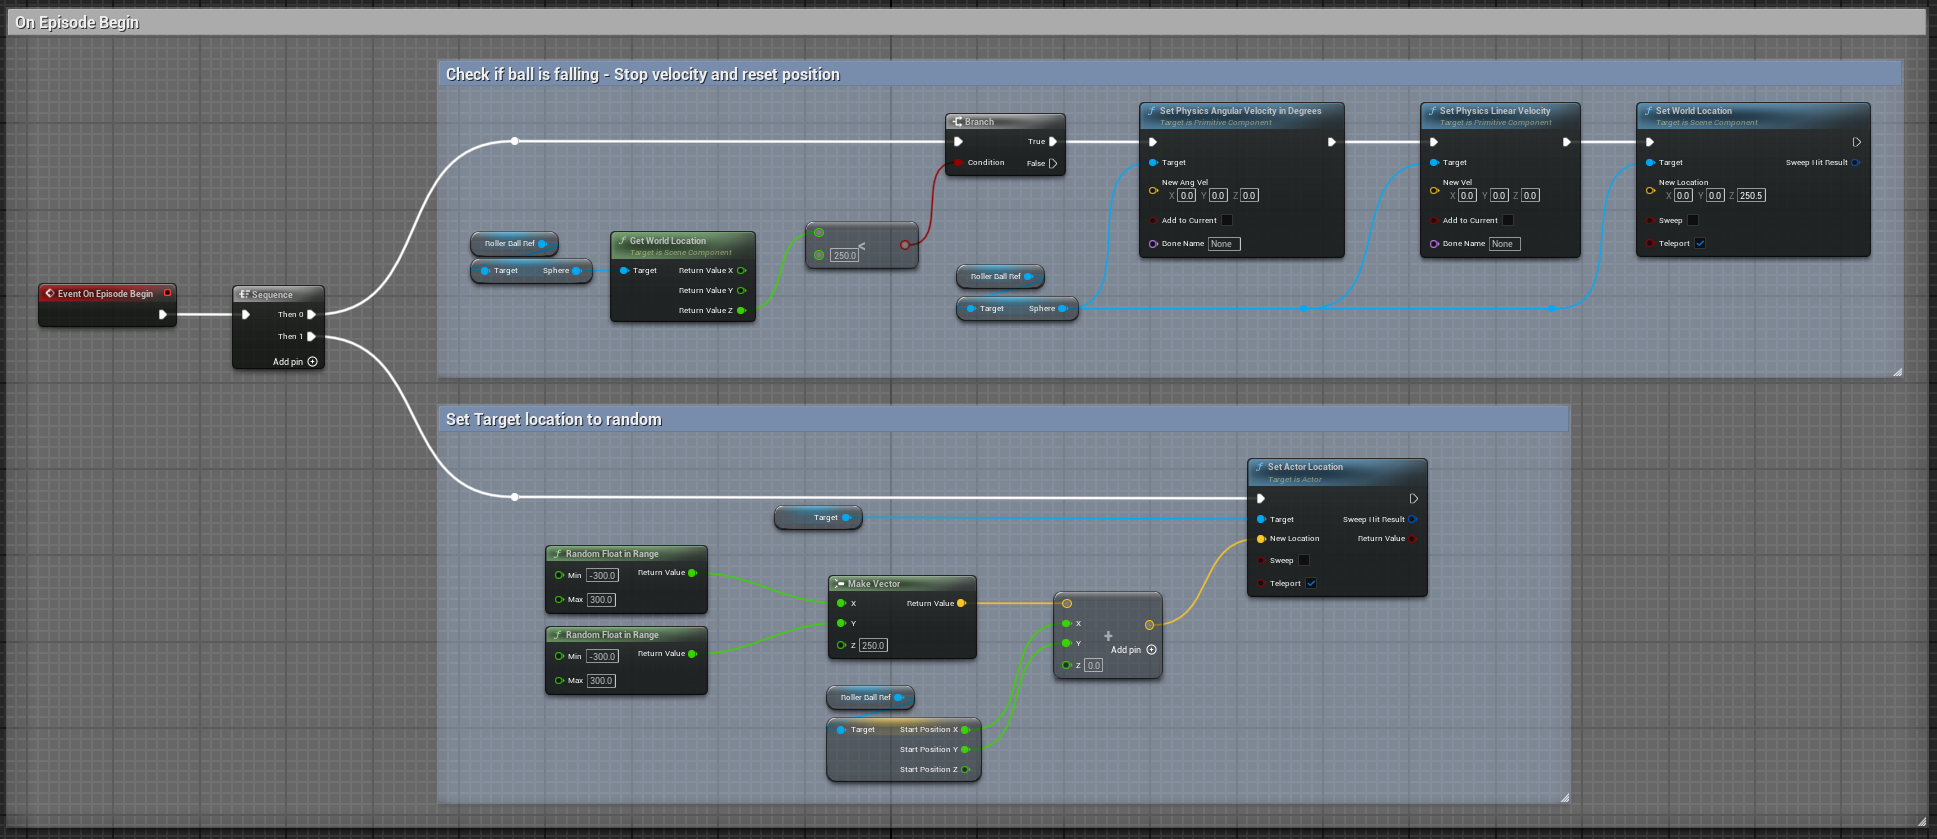 On Episode Begin
Check if ball is falling - Stop velocity and reset position
Event On Episode Begin
Sequence
Then 0
Then 1
Add pin
Roller Ball Ref
Target Sphere
Get World Location
Target is Scene Component
Target Return Value X
Return Value Y
Return Value Z
<
250.0
Branch
True
Condition False
Roller Ball Ref
Target Sphere
Set Physics Angular Velocity in Degrees
Target is Primitive Component
Target
New Ang Vel
X 0.0 Y 0.0 Z 0.0
Add to Current
Bone Name None
Set Physics Linear Velocity
Target is Primitive Component
Target
New Vel
X 0.0 Y 0.0 Z 0.0
Add to Current
Bone Name None
Set World Location
Target is Scene Component
Target Sweep Hit Result
New Location
X 0.0 Y 0.0 Z 250.5
Sweep
Teleport
Set Target location to random
Target
Random Float in Range
Min -300.0 Return Value
Max 300.0
Random Float in Range
Min -300.0 Return Value
Max 300.0
Make Vector
X Return Value
Y
Z 250.0
Roller Ball Ref
Target Start Position X
Start Position Y
Start Position Z
X
Y +
Add pin
Z 0.0
Set Actor Location
Target is Actor
Target Sweep Hit Result
New Location Return Value
Sweep
Teleport